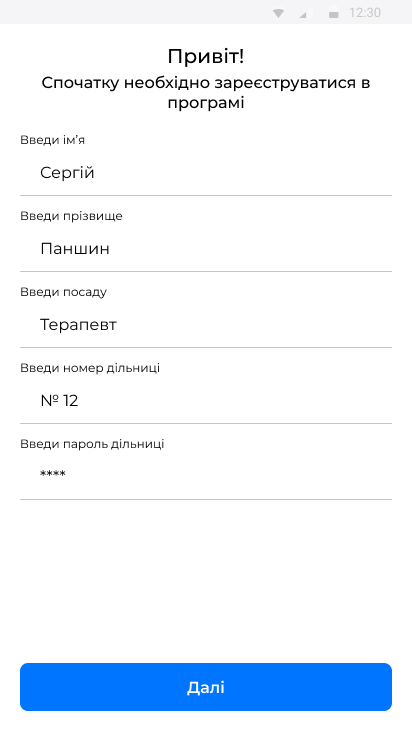 12:30
Привіт!
Спочатку необхідно зареєструватися в
програмі
Введи ім’я
Сергій
Введи прізвище
Паншин
Введи посаду
Терапевт
Введи номер дільниці
№ 12
Введи пароль дільниці
****
Далі